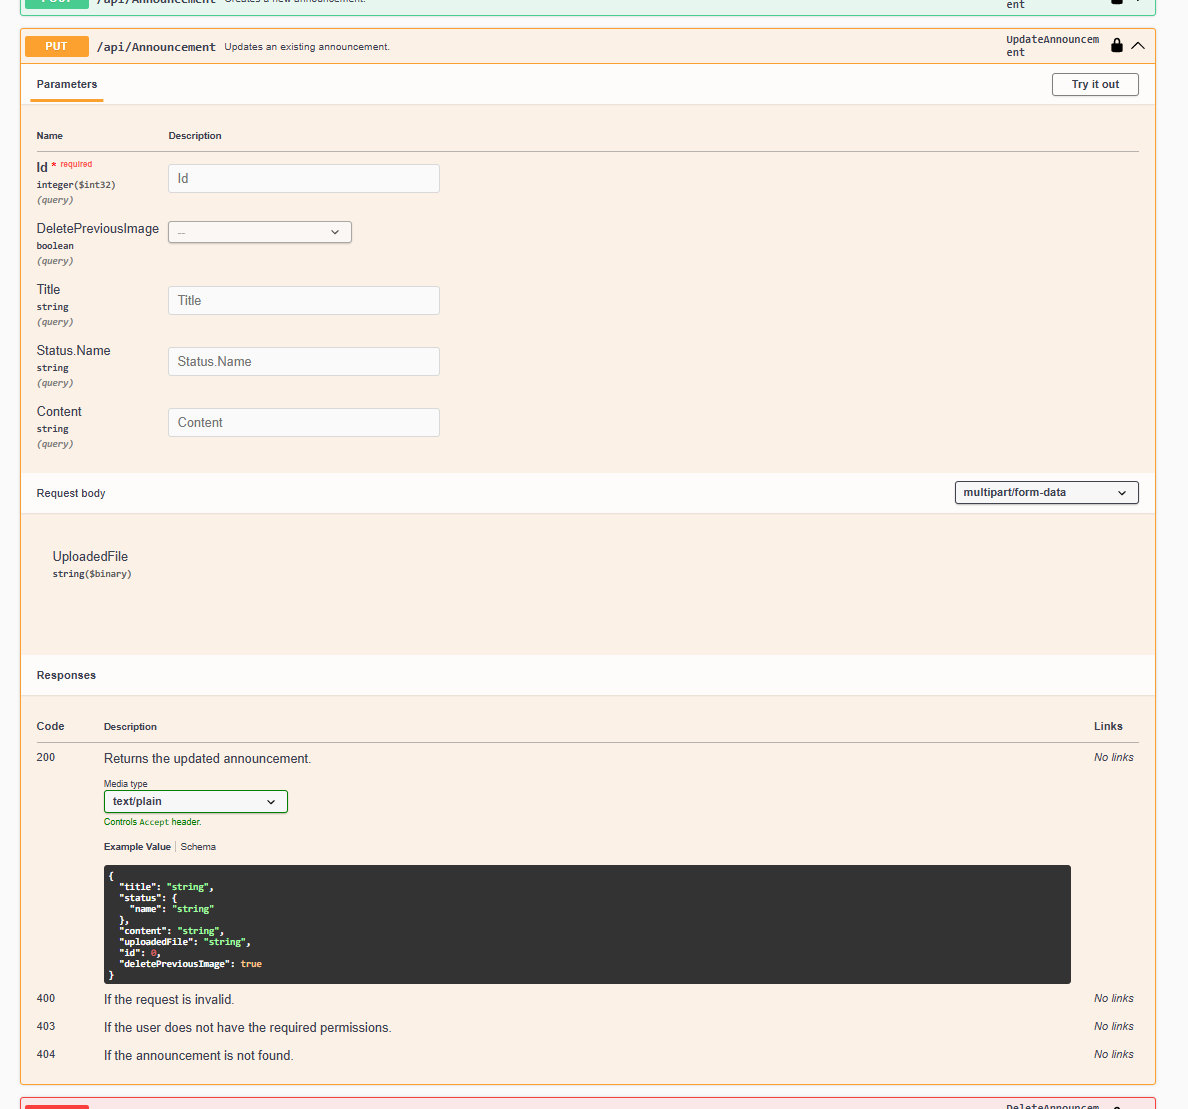 POST /api/Announcement Creates a new announcement.
ent
PUT /api/Announcement Updates an existing announcement. UpdateAnnouncem
ent
Parameters Try it out
Name Description
Id * required
integer($int32)
(query)
Id
DeletePreviousImage
boolean
(query)
--
Title
string
(query)
Title
Status.Name
string
(query)
Status.Name
Content
string
(query)
Content
Request body multipart/form-data
UploadedFile
string($binary)
Responses
Code Description Links
200 Returns the updated announcement. No links
Media type
text/plain
Controls Accept header.
Example Value Schema
{
"title": "string",
"status": {
"name": "string"
},
"content": "string",
"uploadedFile": "string",
"id": 0,
"deletePreviousImage": true
}
400 If the request is invalid. No links
403 If the user does not have the required permissions. No links
404 If the announcement is not found. No links
DeleteAnnouncem